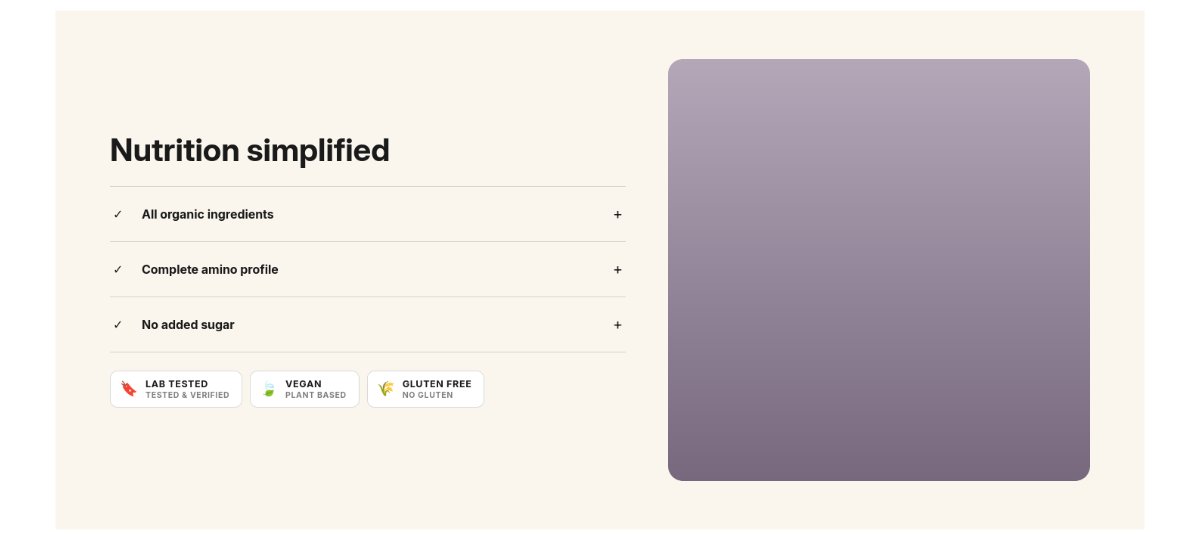 Nutrition simplified
✓ All organic ingredients +
✓ Complete amino profile +
✓ No added sugar +
LAB TESTED
TESTED & VERIFIED
VEGAN
PLANT BASED
GLUTEN FREE
NO GLUTEN